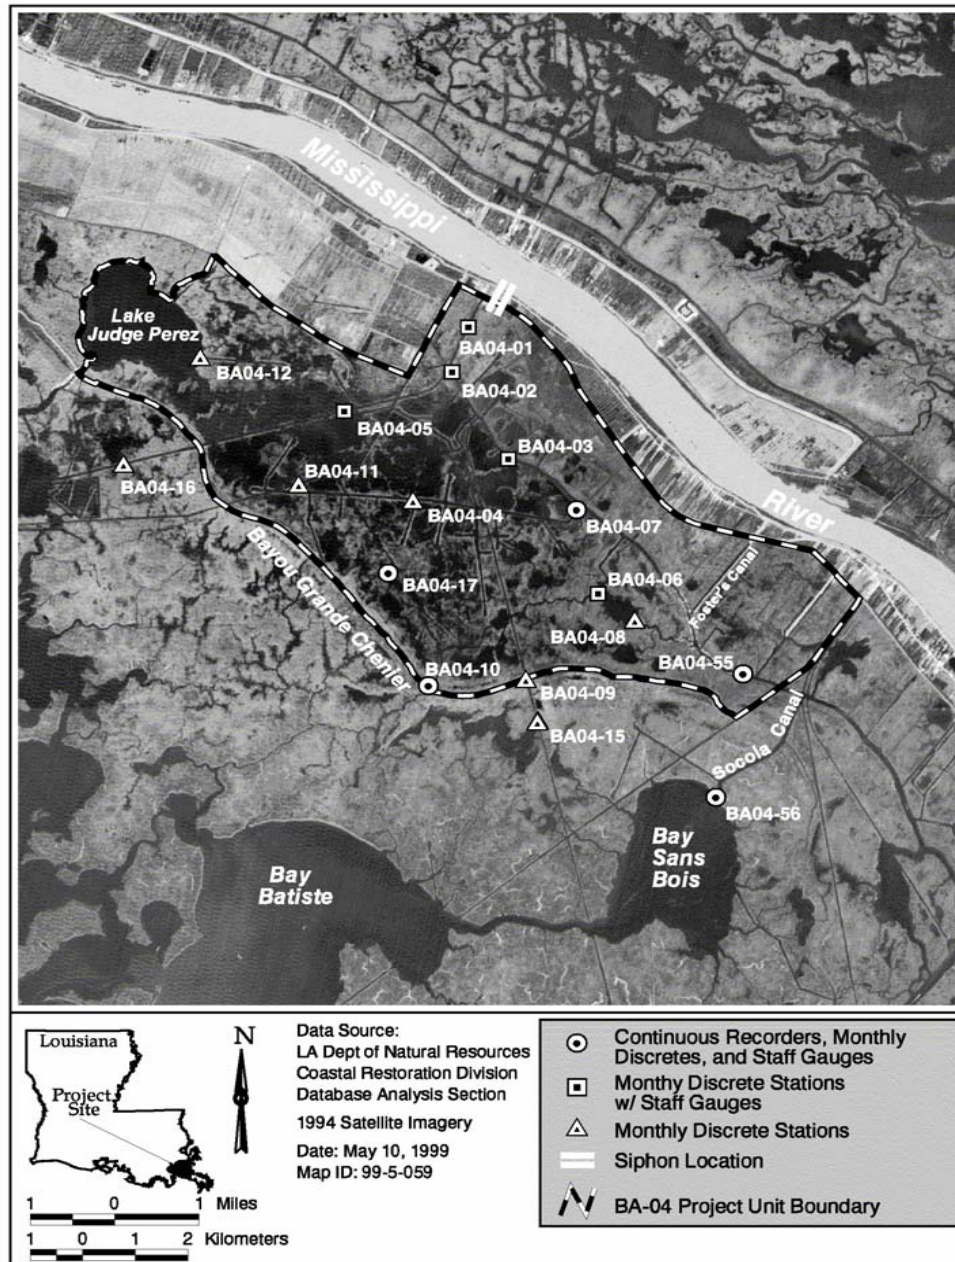 Mississippi
River
Lake
Judge Perez
BA04-01
BA04-12
BA04-02
BA04-05
BA04-03
BA04-11
BA04-16
BA04-04
BA04-07
Bayou Grande Chenier
BA04-17
BA04-06
Foster's Canal
BA04-08
BA04-10
BA04-55
BA04-09
BA04-15
Socola Canal
BA04-56
Bay
Sans
Bois
Bay
Batiste
Louisiana
Project
Site
N
1 0 1 Miles
1 0 1 2 Kilometers
Data Source:
LA Dept of Natural Resources
Coastal Restoration Division
Database Analysis Section
1994 Satellite Imagery
Date: May 10, 1999
Map ID: 99-5-059
Continuous Recorders, Monthly
Discretes, and Staff Gauges
Monthy Discrete Stations
w/ Staff Gauges
Monthly Discrete Stations
Siphon Location
BA-04 Project Unit Boundary